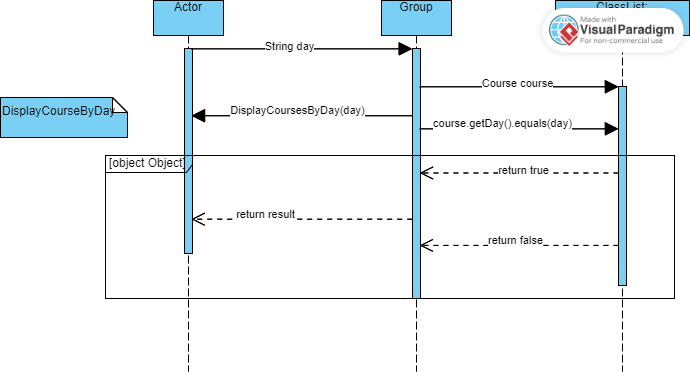 Actor
Group
ClassList:
Made with
Visual Paradigm
For non-commercial use
String day
Course course
DisplayCourseByDay
DisplayCoursesByDay(day)
course.getDay().equals(day)
[object Object]
return true
return result
return false